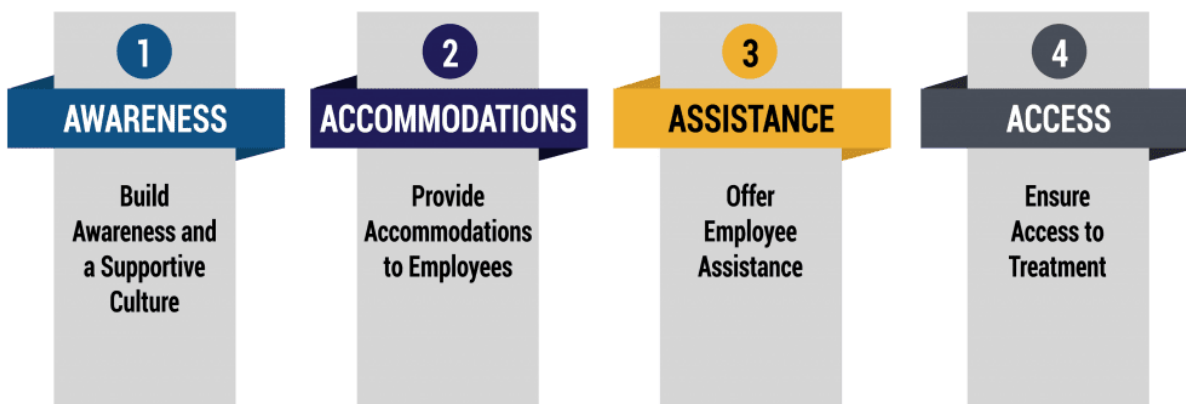 1
AWARENESS
Build
Awareness and
a Supportive
Culture
2
ACCOMMODATIONS
Provide
Accommodations
to Employees
3
ASSISTANCE
Offer
Employee
Assistance
4
ACCESS
Ensure
Access to
Treatment